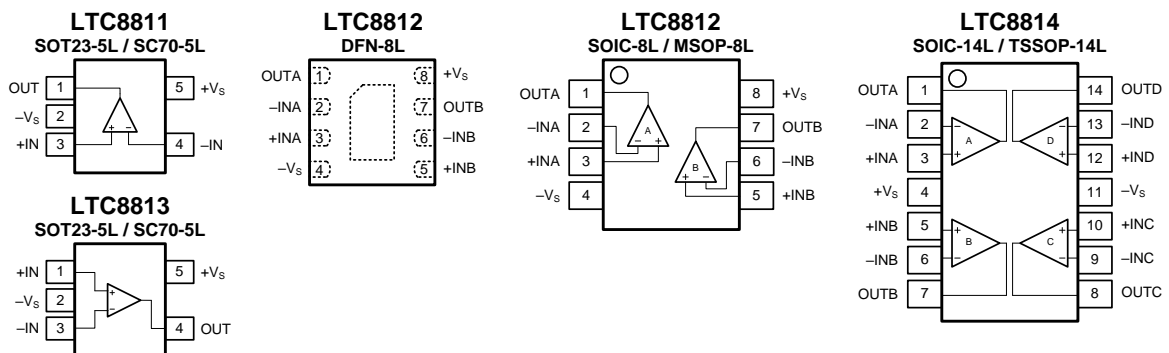 LTC8811
SOT23-5L / SC70-5L
OUT 1 5 +VS
–VS 2
+IN 3 4 –IN
+ –
LTC8813
SOT23-5L / SC70-5L
+IN 1 5 +VS
–VS 2
–IN 3 4 OUT
+
–
LTC8812
DFN-8L
OUTA 1 8 +VS
–INA 2 7 OUTB
+INA 3 6 –INB
–VS 4 5 +INB
LTC8812
SOIC-8L / MSOP-8L
OUTA 1 8 +VS
–INA 2 A 7 OUTB
– +
+INA 3 B 6 –INB
+ –
–VS 4 5 +INB
LTC8814
SOIC-14L / TSSOP-14L
OUTA 1 14 OUTD
–INA 2 – – 13 –IND
A D
+INA 3 + + 12 +IND
+VS 4 11 –VS
+INB 5 + + 10 +INC
B C
–INB 6 – – 9 –INC
OUTB 7 8 OUTC